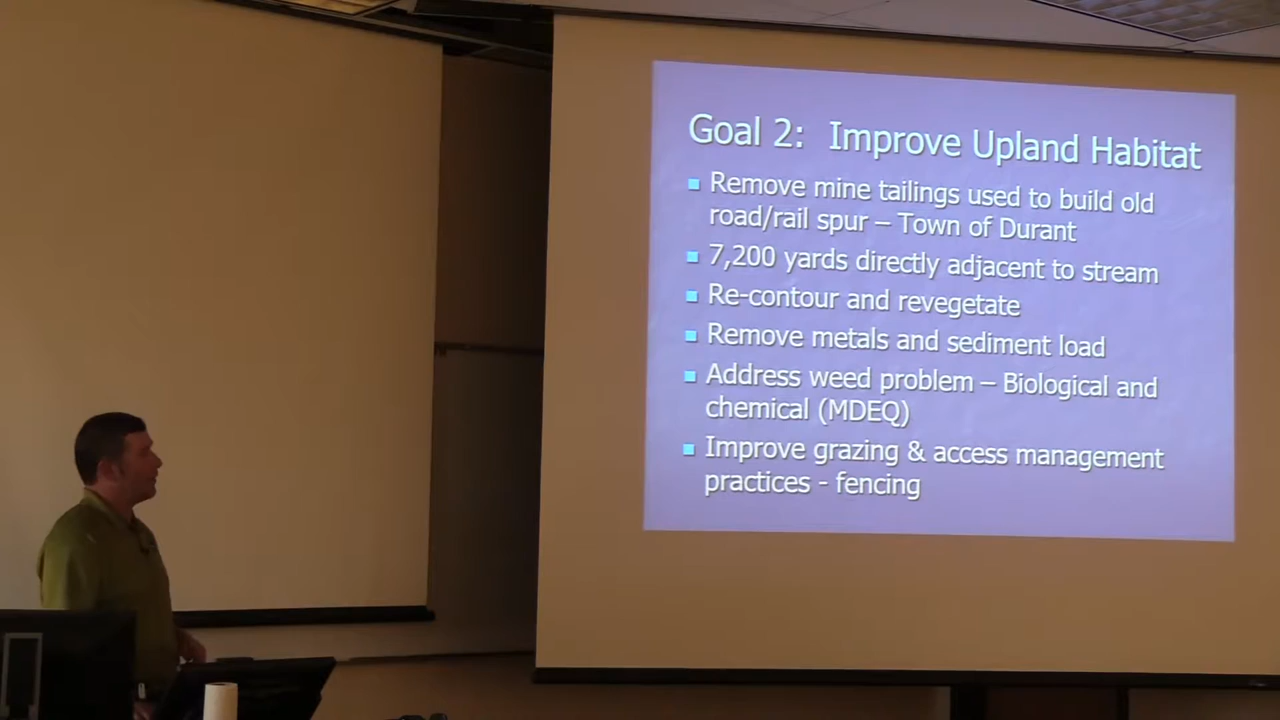 Goal 2: Improve Upland Habitat
Remove mine tailings used to build old
road/rail spur – Town of Durant
7,200 yards directly adjacent to stream
Re-contour and revegetate
Remove metals and sediment load
Address weed problem – Biological and
chemical (MDEQ)
Improve grazing & access management
practices - fencing